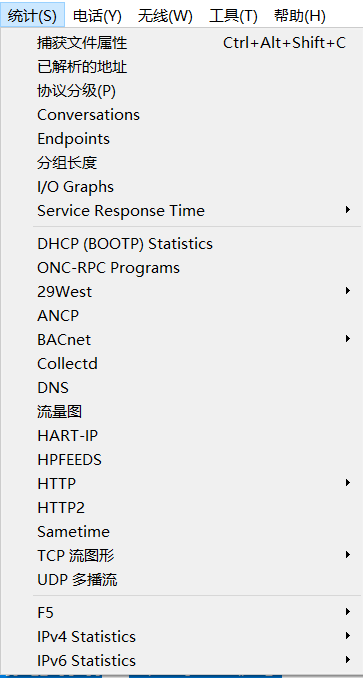 统计(S) 电话(Y) 无线(W) 工具(T) 帮助(H)
捕获文件属性 Ctrl+Alt+Shift+C
已解析的地址
协议分级(P)
Conversations
Endpoints
分组长度
I/O Graphs
Service Response Time
DHCP (BOOTP) Statistics
ONC-RPC Programs
29West
ANCP
BACnet
Collectd
DNS
流量图
HART-IP
HPFEEDS
HTTP
HTTP2
Sametime
TCP 流图形
UDP 多播流
F5
IPv4 Statistics
IPv6 Statistics